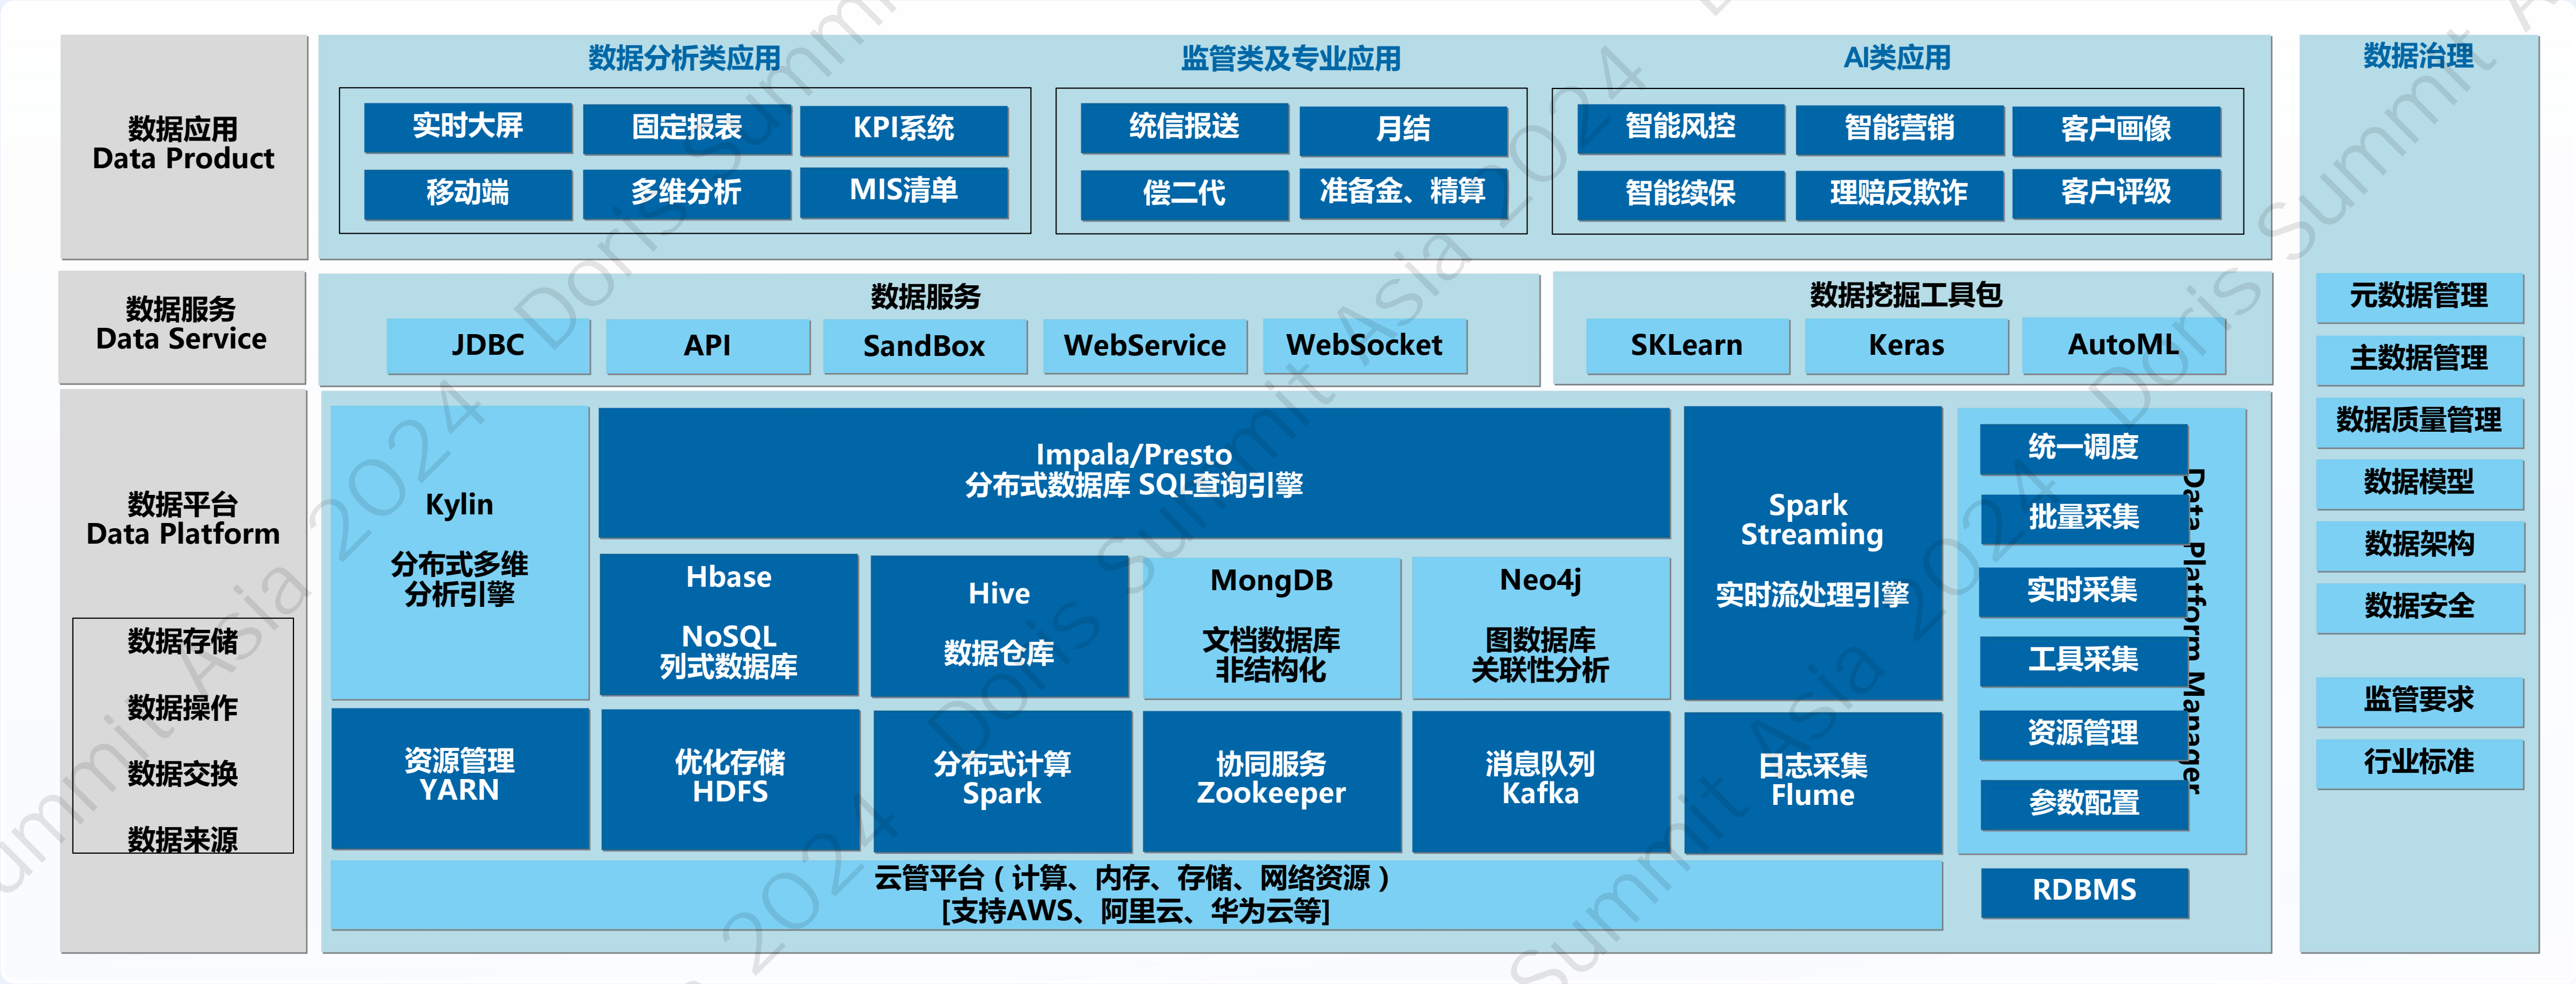 数据应用
Data Product
数据分析类应用
实时大屏
固定报表
KPI系统
移动端
多维分析
MIS清单
监管类及专业应用
统信报送
月结
偿二代
准备金、精算
AI类应用
智能风控
智能营销
客户画像
智能续保
理赔反欺诈
客户评级
数据服务
Data Service
数据服务
JDBC
API
SandBox
WebService
WebSocket
数据挖掘工具包
SKLearn
Keras
AutoML
数据平台
Data Platform
数据存储
数据操作
数据交换
数据来源
Kylin
分布式多维
分析引擎
Impala/Presto
分布式数据库 SQL查询引擎
Hbase
NoSQL
列式数据库
Hive
数据仓库
MongDB
文档数据库
非结构化
Neo4j
图数据库
关联性分析
Spark
Streaming
实时流处理引擎
资源管理
YARN
优化存储
HDFS
分布式计算
Spark
协同服务
Zookeeper
消息队列
Kafka
日志采集
Flume
统一调度
批量采集
实时采集
工具采集
资源管理
参数配置
Data Platform Manager
云管平台（计算、内存、存储、网络资源）
[支持AWS、阿里云、华为云等]
RDBMS
数据治理
元数据管理
主数据管理
数据质量管理
数据模型
数据架构
数据安全
监管要求
行业标准
Doris Summit Asia 2024
Doris Summit Asia 2024
Doris Summit Asia 2024